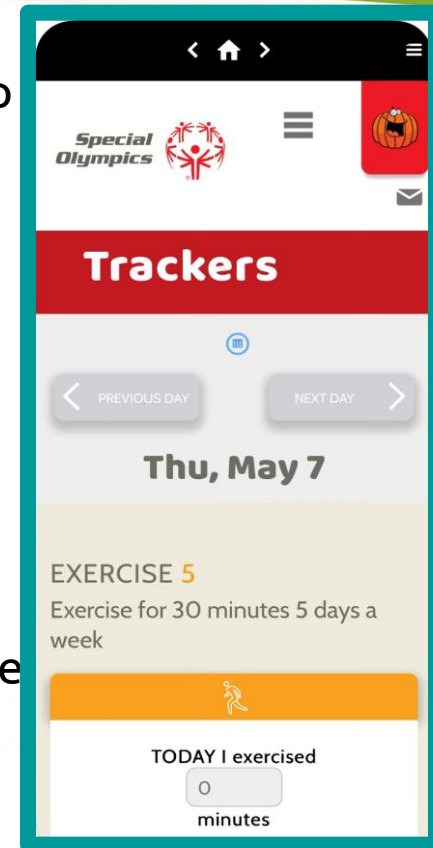 o
Special
Olympics
Trackers
PREVIOUS DAY
NEXT DAY
Thu, May 7
EXERCISE 5
Exercise for 30 minutes 5 days a
week
e
TODAY I exercised
0
minutes